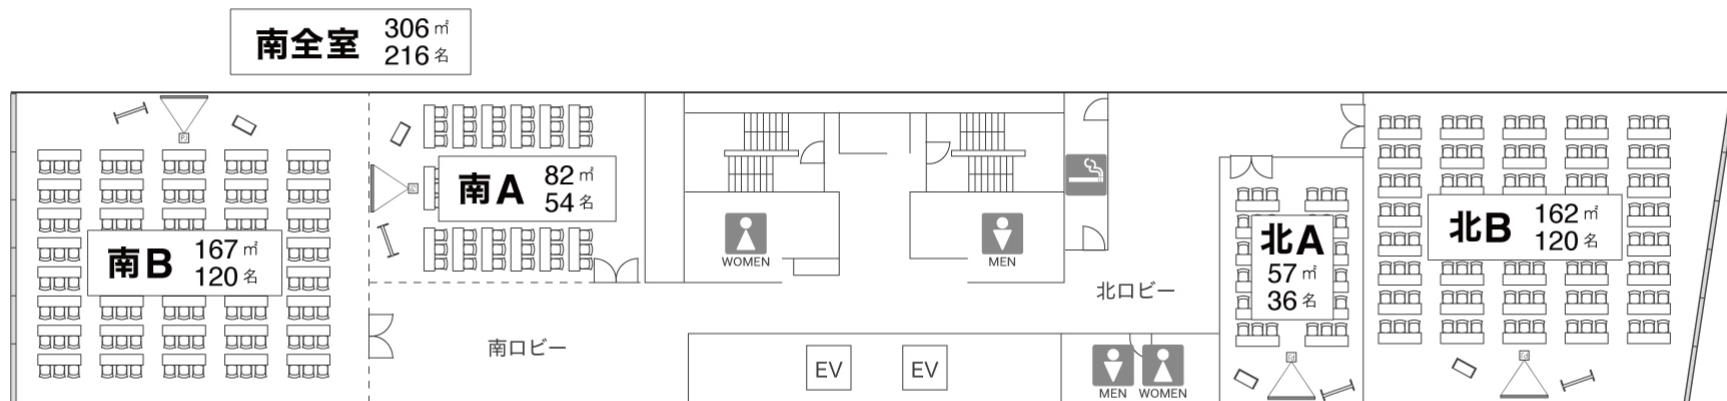 南全室 306㎡
216名
南A 82㎡
54名
南B 167㎡
120名
WOMEN
MEN
北A
57㎡
36名
北B 162㎡
120名
北ロビー
南ロビー
EV
EV
MEN
WOMEN